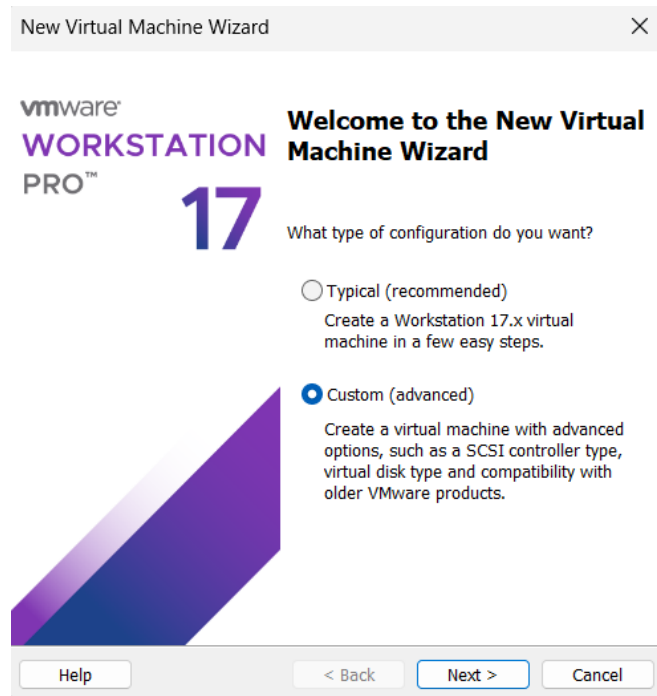 New Virtual Machine Wizard
vmware®
WORKSTATION
PRO™
17
Welcome to the New Virtual
Machine Wizard
What type of configuration do you want?
Typical (recommended)
Create a Workstation 17.x virtual
machine in a few easy steps.
Custom (advanced)
Create a virtual machine with advanced
options, such as a SCSI controller type,
virtual disk type and compatibility with
older VMware products.
Help
< Back
Next >
Cancel